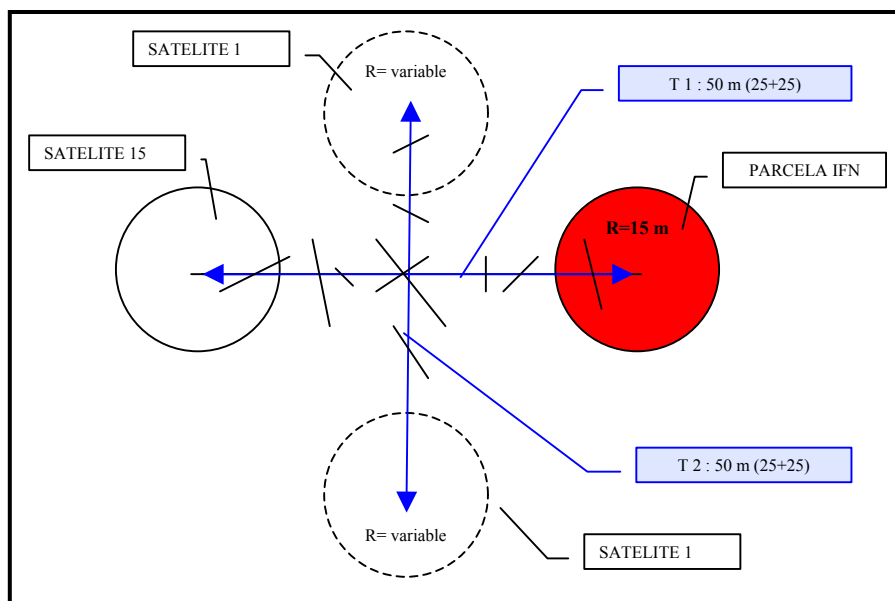 SATELITE 1
R= variable
T 1 : 50 m (25+25)
SATELITE 15
PARCELA IFN
R=15 m
T 2 : 50 m (25+25)
R= variable
SATELITE 1